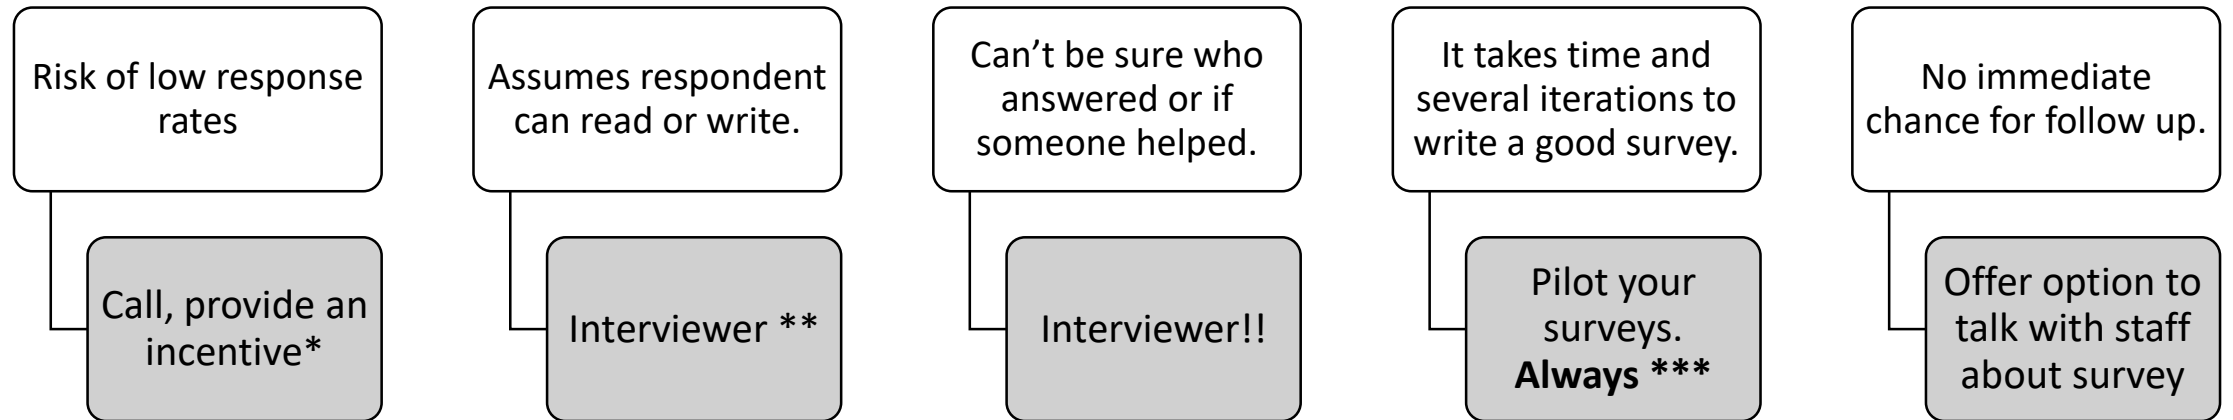 Risk of low response
rates
Call, provide an
incentive*
Assumes respondent
can read or write.
Interviewer **
Can’t be sure who
answered or if
someone helped.
Interviewer!!
It takes time and
several iterations to
write a good survey.
Pilot your
surveys.
Always ***
No immediate
chance for follow up.
Offer option to
talk with staff
about survey